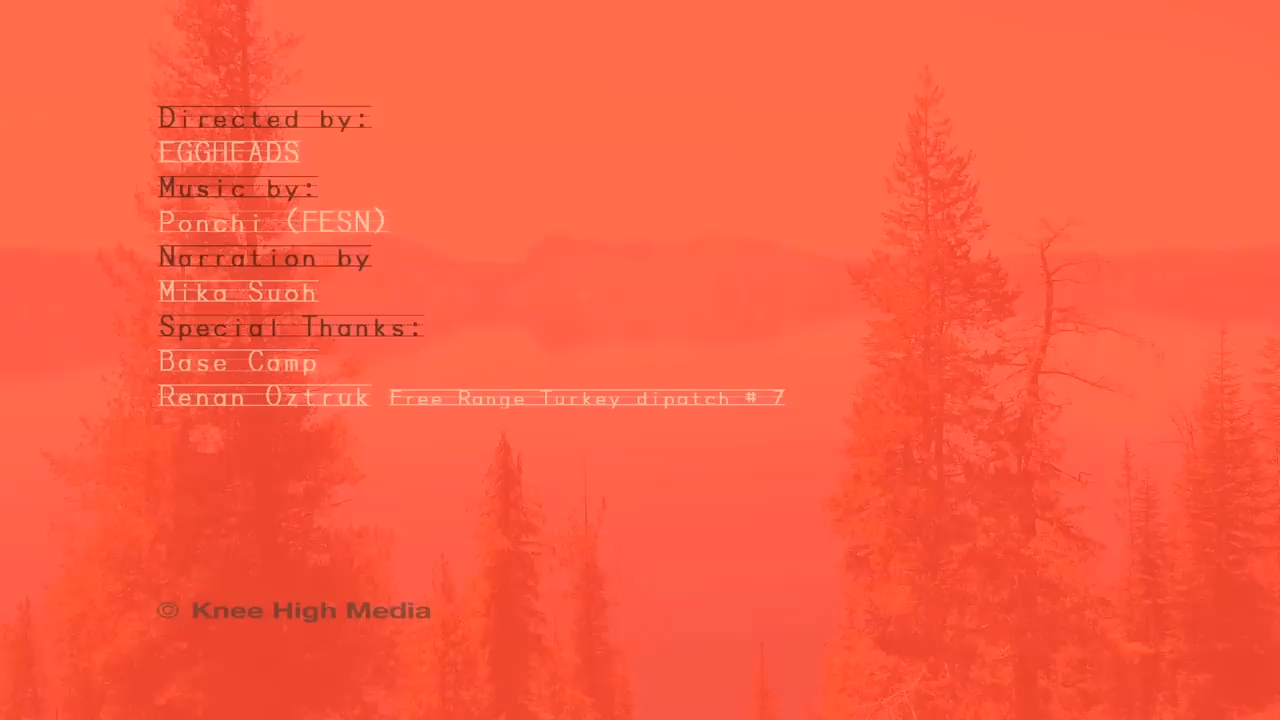 Directed by:
EGGHEADS
Music by:
Ponchi (FESN)
Narration by
Mika Suoh
Special Thanks:
Base Camp
Renan Oztruk Free Range Turkey dipatch # 7
© Knee High Media